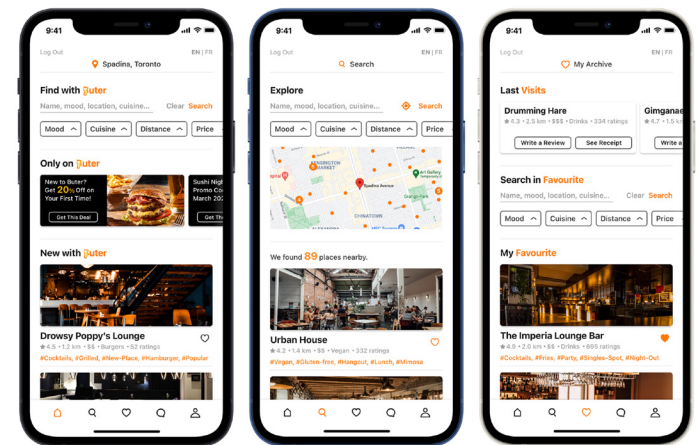 9:41
Log Out
EN | FR
Spadina, Toronto
Find with Buter
Name, mood, location, cuisine...
Clear Search
Mood
Cuisine
Distance
Price
Only on Buter
New to Buter?
Get 20% Off on
Your First Time!
Get This Deal
Sushi Nigh
Promo Co
March 202
Get Th
New with Buter
Drowsy Poppy's Lounge
4.5 • 1.2 km • $$ • Burgers • 52 ratings
#Cocktails, #Grilled, #New-Place, #Hamburger, #Popular
9:41
Log Out
EN | FR
Search
Explore
Name, mood, location, cuisine...
Search
Mood
Cuisine
Distance
Price
KENSINGTON
MARKET
Spadina Avenue
Art Gallery
CHINATOWN
We found 89 places nearby.
Urban House
4.2 • 1.4 km • $$ • Vegan • 332 ratings
#Vegan, #Gluten-free, #Hangout, #Lunch, #Mimosa
9:41
Log Out
EN | FR
My Archive
Last Visits
Drumming Hare
4.3 • 2.5 km • $$$ • Drinks • 334 ratings
Write a Review
See Receipt
Gimganae
4.7 • 1.5 k
Write a
Search in Favourite
Name, mood, location, cuisine...
Clear Search
Mood
Cuisine
Distance
Price
My Favourite
The Imperia Lounge Bar
4.9 • 2.0 km • $$ • Drinks • 695 ratings
#Cocktails, #Fries, #Party, #Singles-Spot, #Night-Out